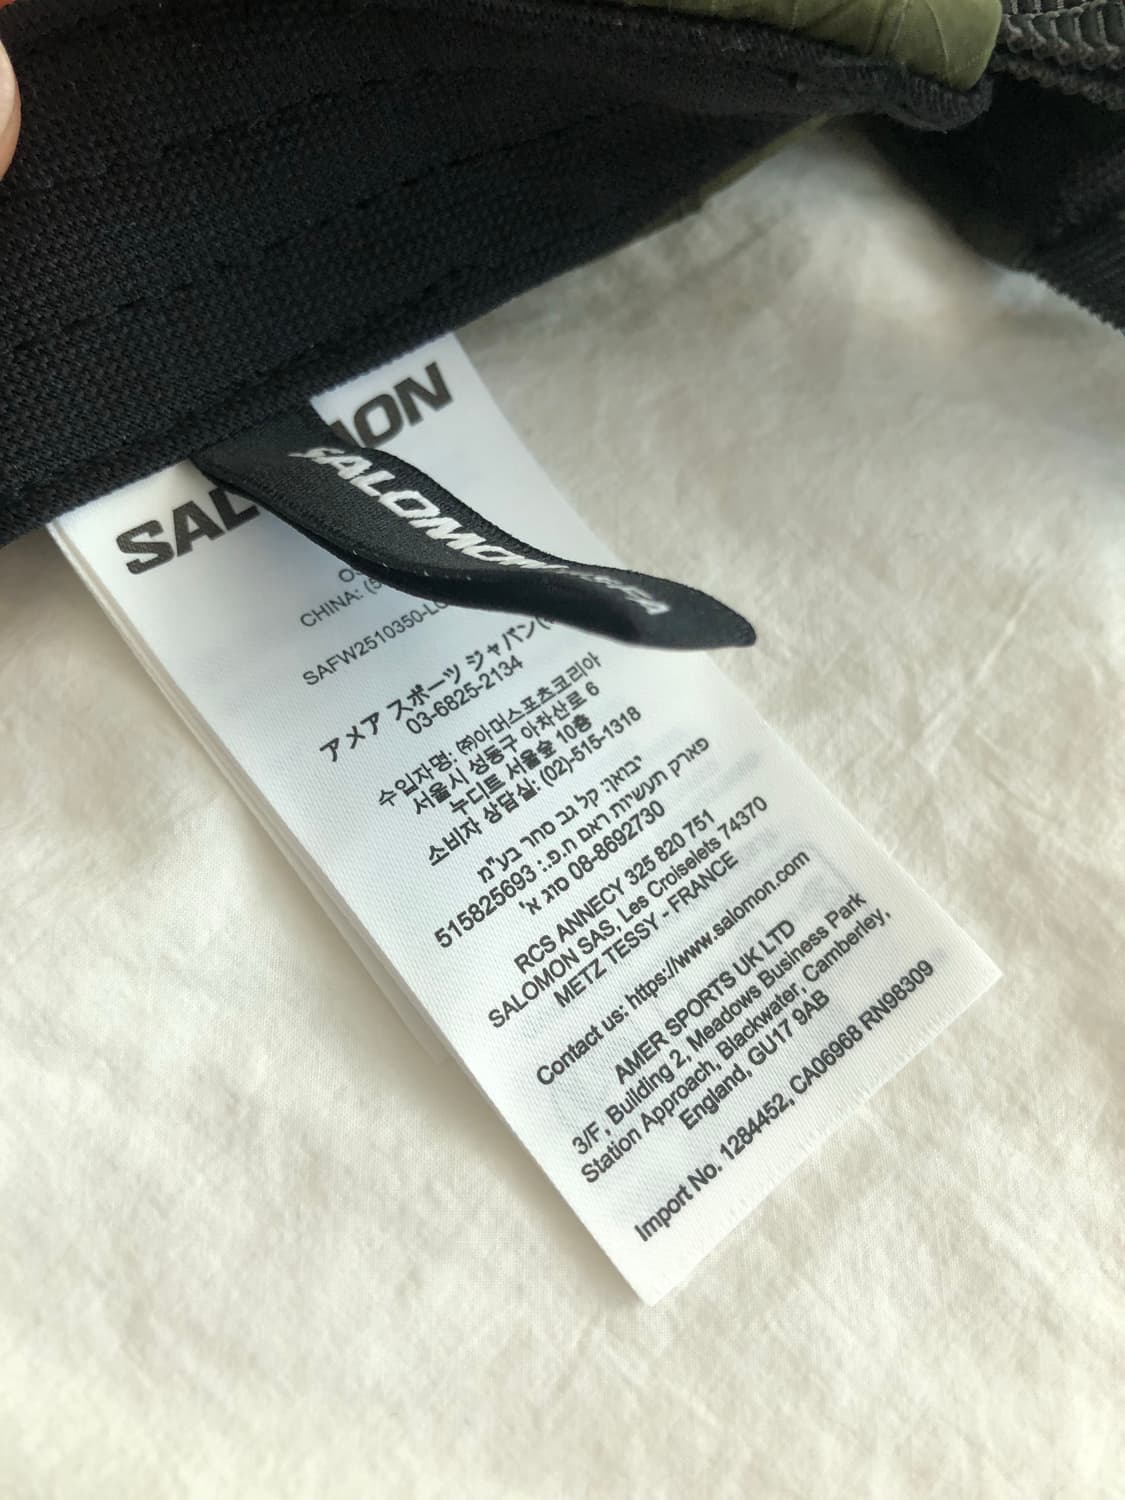 SALOMON
SALOMON
CHINA:
SAFW2510350-
アメア スポーツ ジャパン
03-6825-2134
수입자명: ㈜아머스포츠코리아
서울시 성동구 아차산로 6
누디트 서울숲 10층
소비자 상담실: (02)-515-1318
יבואן: קל גב סחר בע"מ
פארק תעשיות ראם ח.פ.: 515825693
08-8692730 סוג א'
RCS ANNECY 325 820 751
SALOMON SAS, Les Croiselets 74370
METZ TESSY - FRANCE
Contact us: https://www.salomon.com
AMER SPORTS UK LTD
3/F, Building 2, Meadows Business Park
Station Approach, Blackwater, Camberley,
England, GU17 9AB
Import No. 1284452, CA06968 RN98309